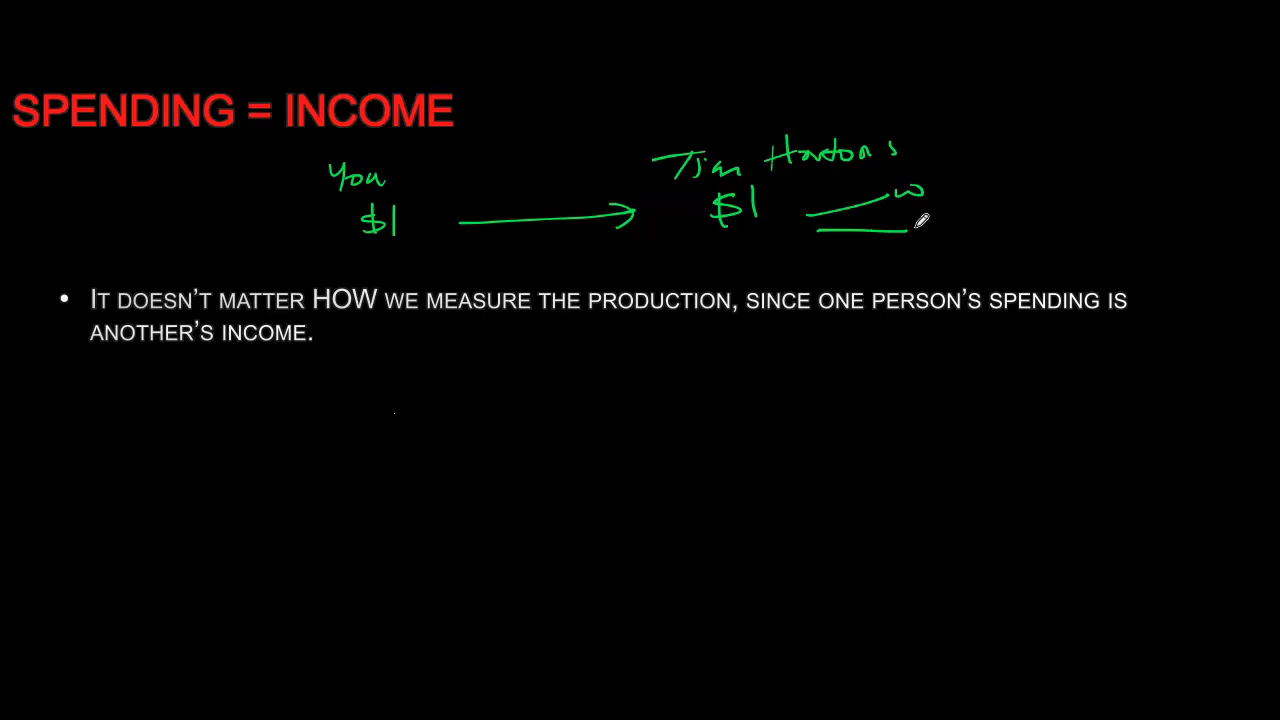 SPENDING = INCOME
You
Tim Hortons
$1
$1
w
• IT DOESN'T MATTER HOW WE MEASURE THE PRODUCTION, SINCE ONE PERSON'S SPENDING IS
ANOTHER'S INCOME.